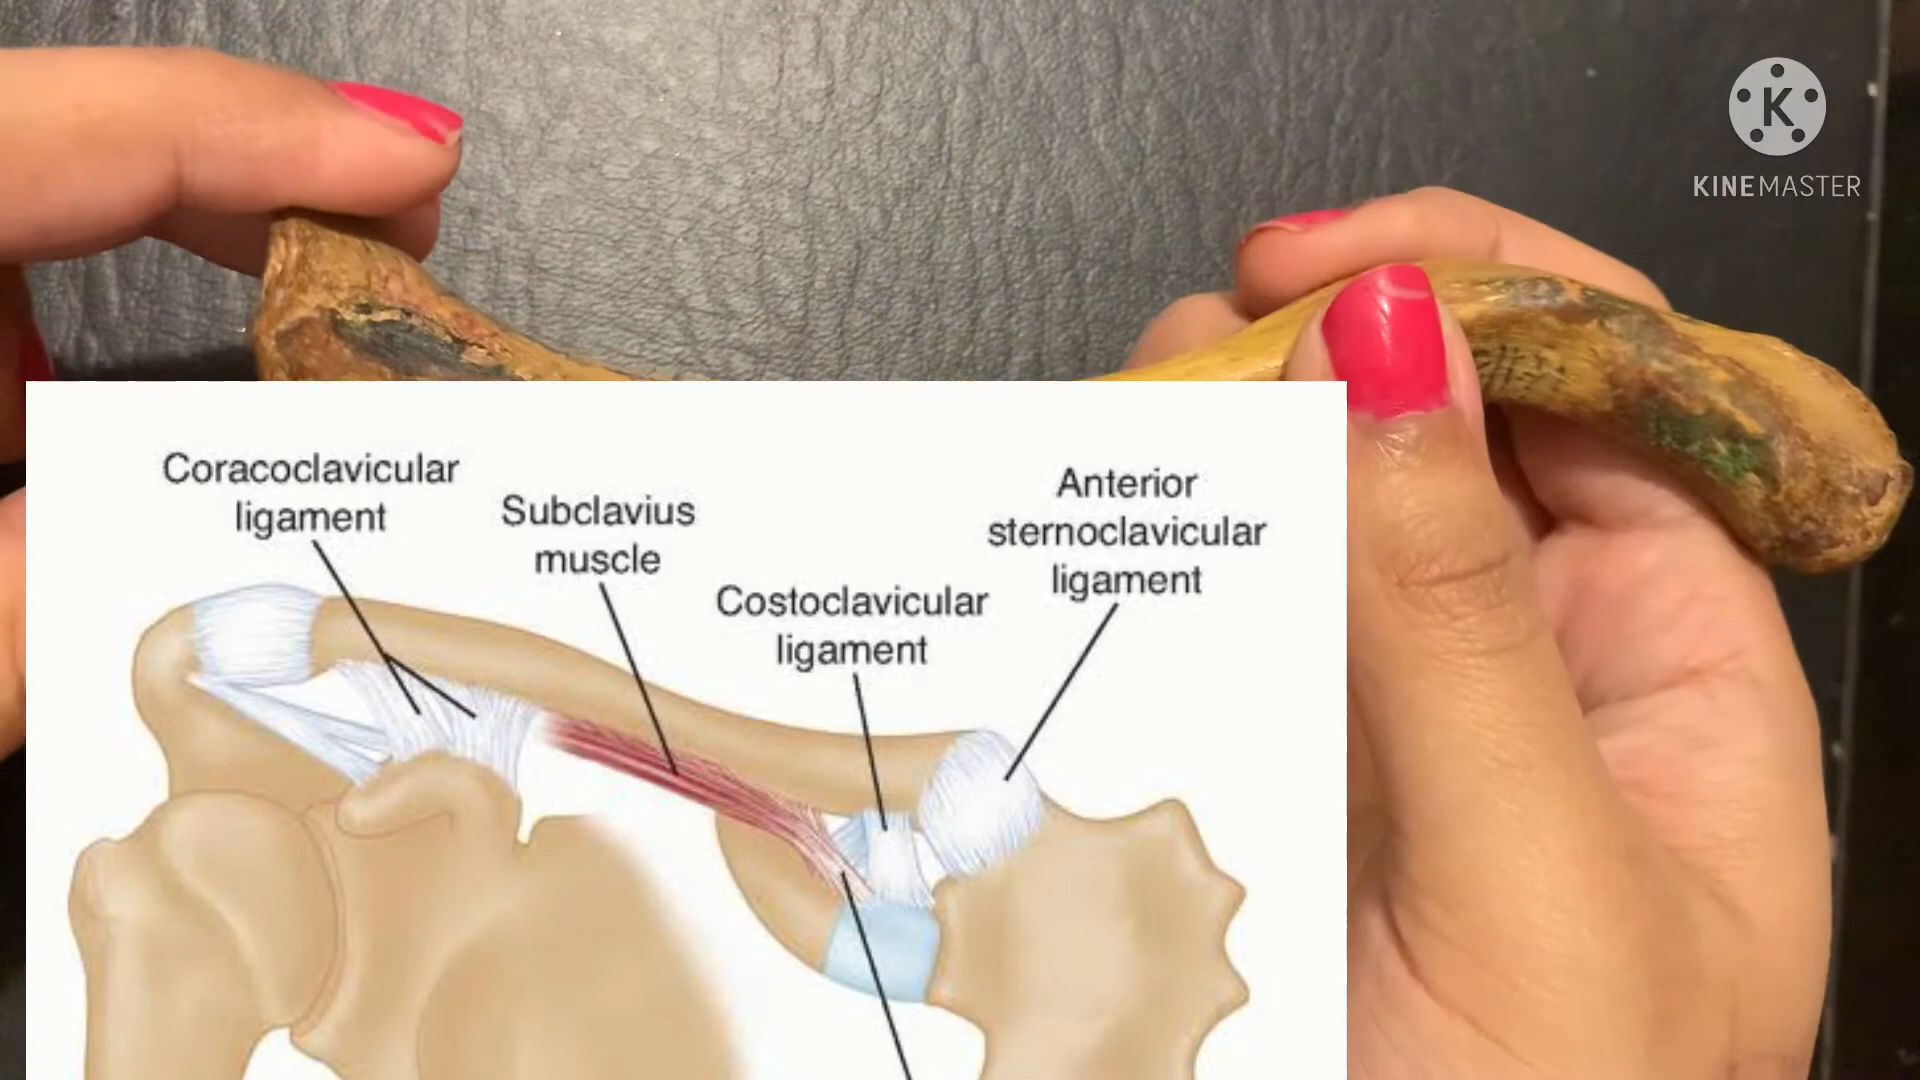 K
KINEMASTER
Coracoclavicular
ligament
Subclavius
muscle
Costoclavicular
ligament
Anterior
sternoclavicular
ligament